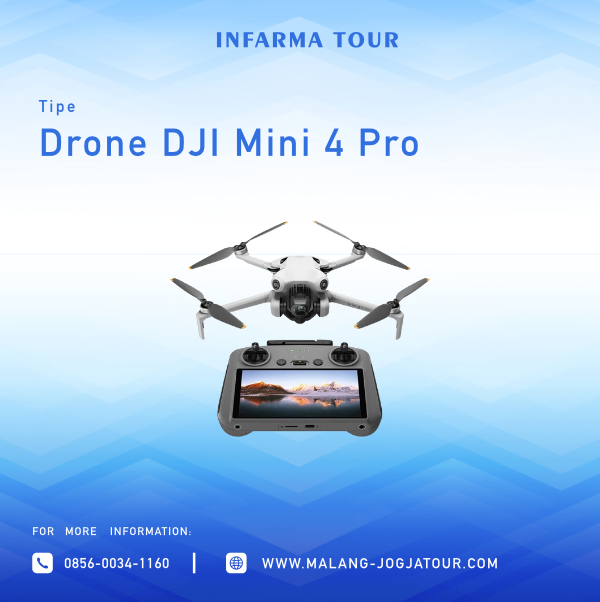 INFARMA TOUR
Tipe
Drone DJI Mini 4 Pro
FOR MORE INFORMATION:
0856-0034-1160 | WWW.MALANG-JOGJATOUR.COM